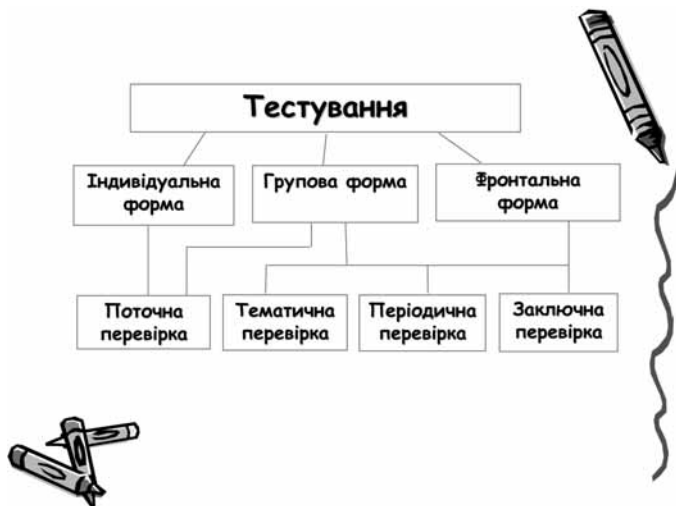 Тестування
Індивідуальна
форма
Групова форма
Фронтальна
форма
Поточна
перевірка
Тематична
перевірка
Періодична
перевірка
Заключна
перевірка